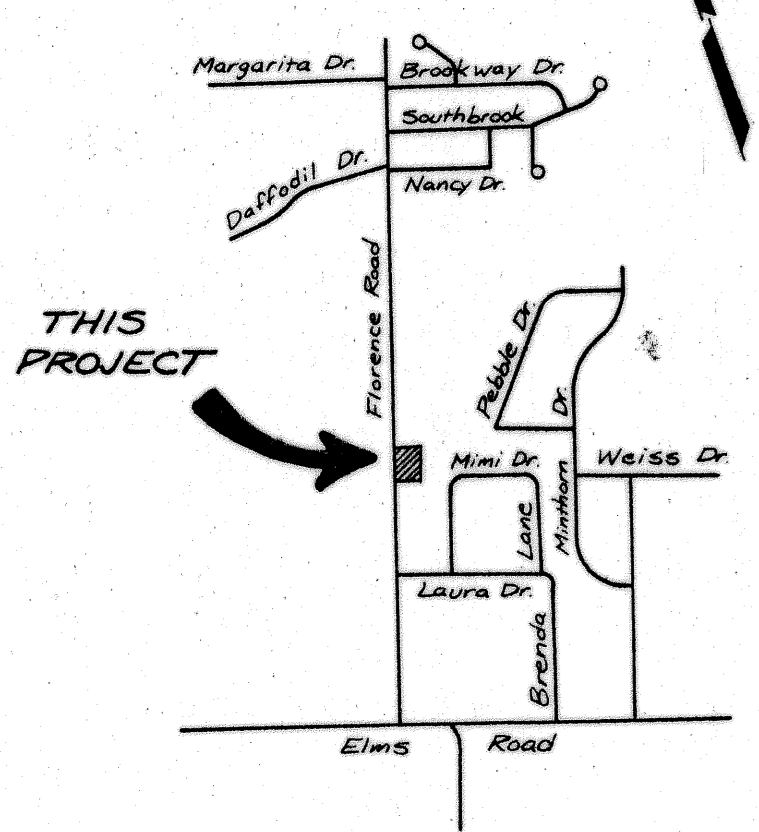 Margarita Dr.
Brookway Dr.
Southbrook
Daffodil Dr.
Nancy Dr.
Florence Road
THIS
PROJECT
Pebble Dr.
Minthorn Dr.
Mimi Dr.
Weiss Dr.
Laura Dr.
Brenda Lane
Elms Road